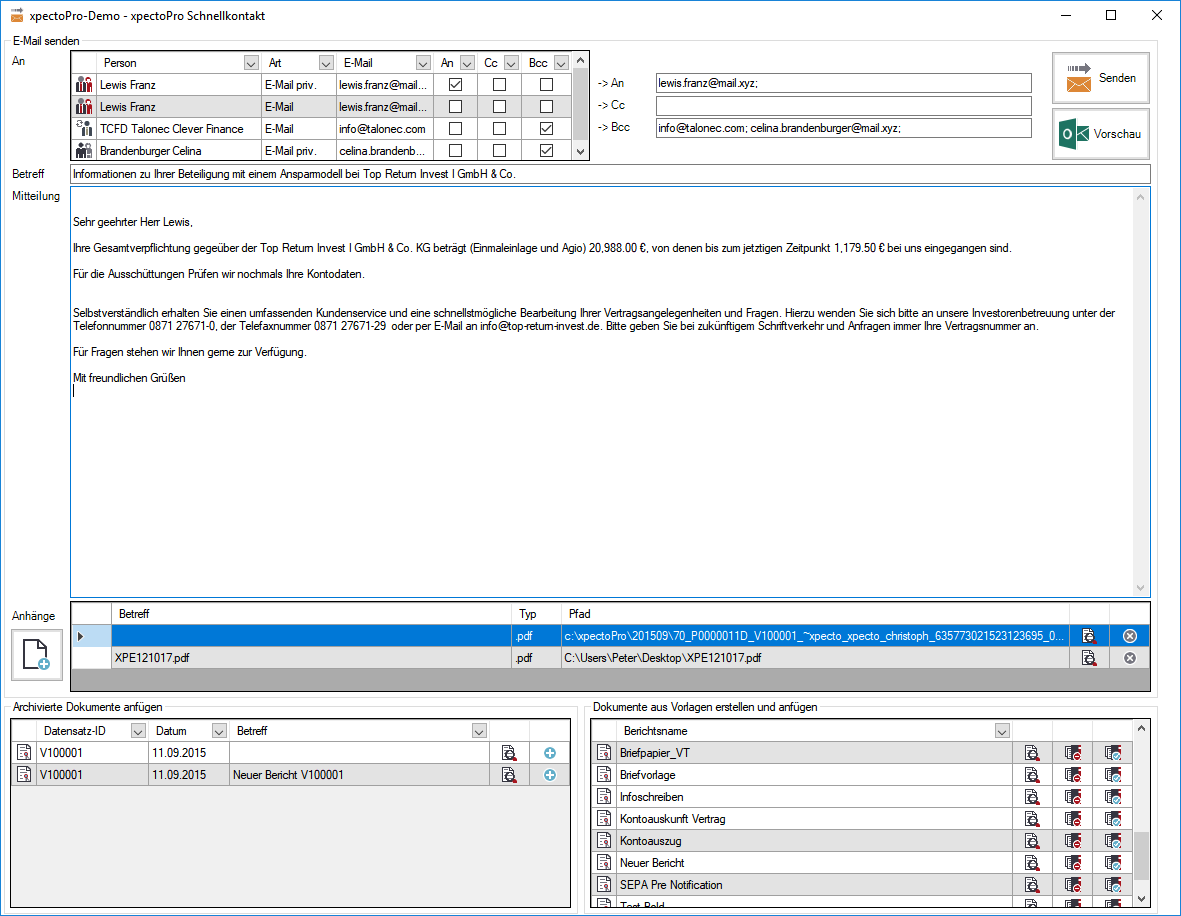 xpectoPro-Demo - xpectoPro Schnellkontakt
E-Mail senden
An
Person Art E-Mail An Cc Bcc
Lewis Franz E-Mail priv. lewis.franz@mail...
Lewis Franz E-Mail lewis.franz@mail...
TCFD Talonec Clever Finance E-Mail info@talonec.com
Brandenburger Celina E-Mail priv. celina.brandenb...
-> An lewis.franz@mail.xyz;
-> Cc
-> Bcc info@talonec.com; celina.brandenburger@mail.xyz;
Senden
Vorschau
Betreff Informationen zu Ihrer Beteiligung mit einem Ansparmodell bei Top Return Invest I GmbH & Co.
Mitteilung
Sehr geehrter Herr Lewis,
Ihre Gesamtverpflichtung gegeüber der Top Return Invest I GmbH & Co. KG beträgt (Einmaleinlage und Agio) 20,988.00 €, von denen bis zum jetztigen Zeitpunkt 1,179.50 € bei uns eingegangen sind.
Für die Ausschüttungen Prüfen wir nochmals Ihre Kontodaten.
Selbstverständlich erhalten Sie einen umfassenden Kundenservice und eine schnellstmögliche Bearbeitung Ihrer Vertragsangelegenheiten und Fragen. Hierzu wenden Sie sich bitte an unsere Investorenbetreuung unter der
Telefonnummer 0871 27671-0, der Telefaxnummer 0871 27671-29 oder per E-Mail an info@top-return-invest.de. Bitte geben Sie bei zukünftigem Schriftverkehr und Anfragen immer Ihre Vertragsnummer an.
Für Fragen stehen wir Ihnen gerne zur Verfügung.
Mit freundlichen Grüßen
Anhänge
Betreff Typ Pfad
.pdf c:\xpectoPro\201509\70_P0000011D_V100001_~xpecto_xpecto_christoph_635773021523123695_0...
XPE121017.pdf .pdf C:\Users\Peter\Desktop\XPE121017.pdf
Archivierte Dokumente anfügen
Datensatz-ID Datum Betreff
V100001 11.09.2015
V100001 11.09.2015 Neuer Bericht V100001
Dokumente aus Vorlagen erstellen und anfügen
Berichtsname
Briefpapier_VT
Briefvorlage
Infoschreiben
Kontoauskunft Vertrag
Kontoauszug
Neuer Bericht
SEPA Pre Notification